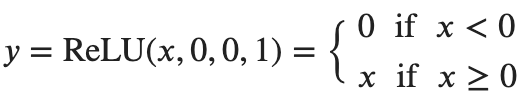 y = ReLU(x, 0, 0, 1) = { 0 if x < 0
x if x ≥ 0